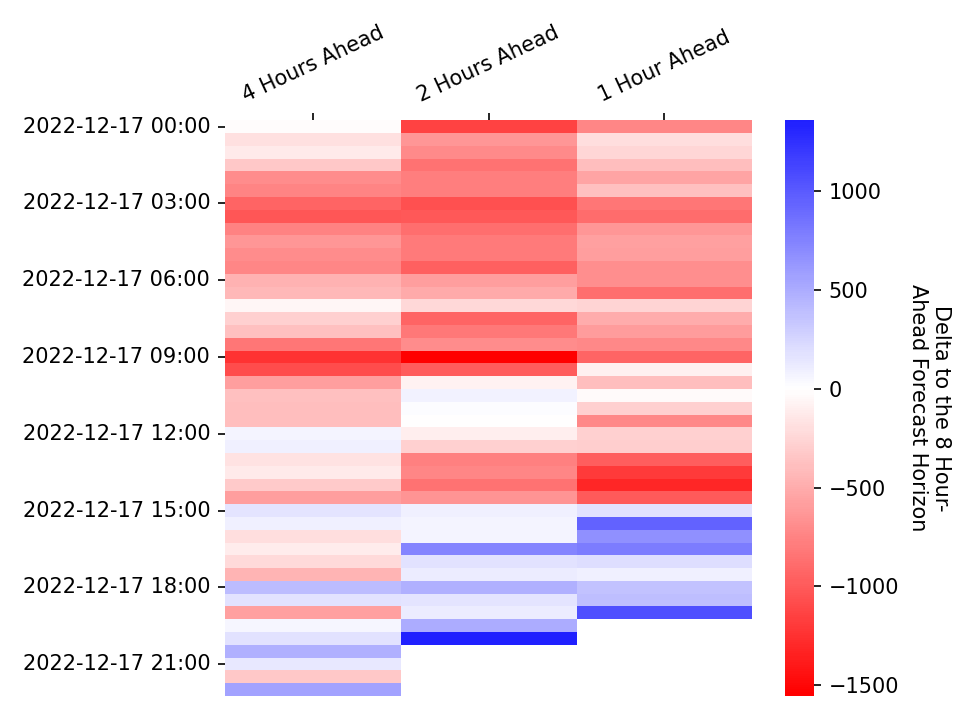 4 Hours Ahead
2 Hours Ahead
1 Hour Ahead
2022-12-17 00:00
2022-12-17 03:00
2022-12-17 06:00
2022-12-17 09:00
2022-12-17 12:00
2022-12-17 15:00
2022-12-17 18:00
2022-12-17 21:00
1000
500
0
−500
−1000
−1500
Delta to the 8 Hour-
Ahead Forecast Horizon